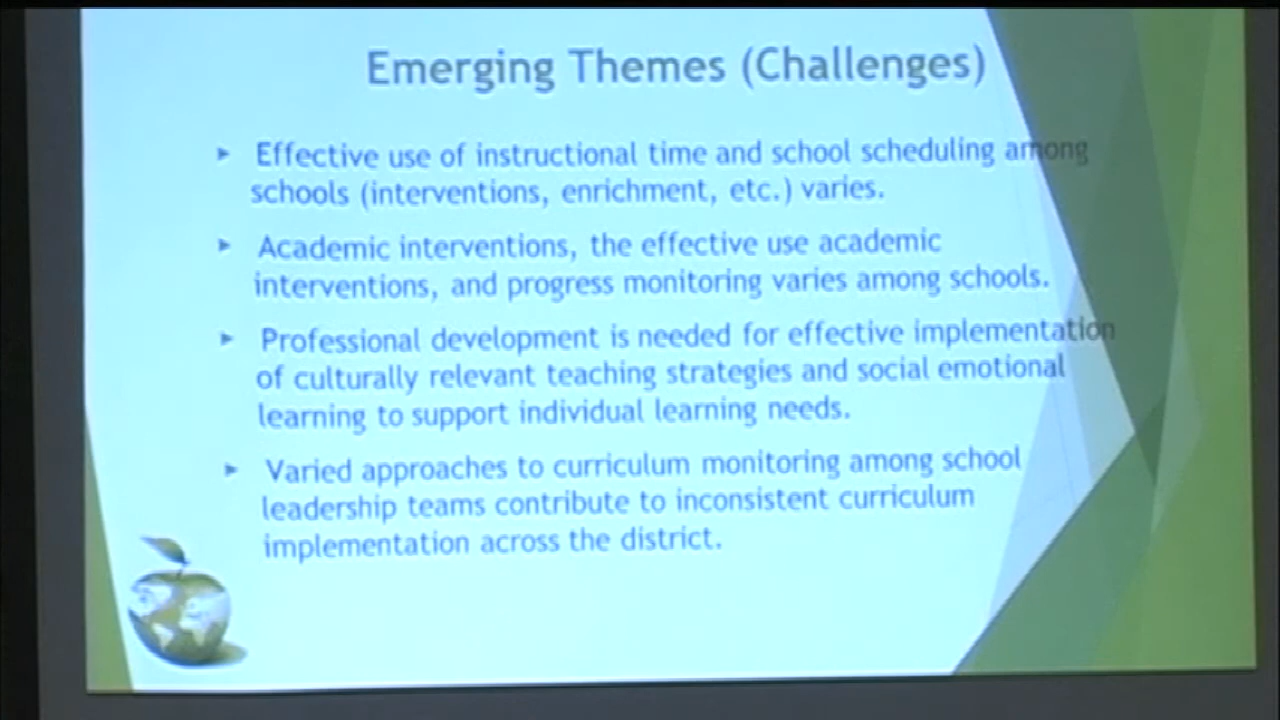 Emerging Themes (Challenges)
Effective use of instructional time and school scheduling among
schools (interventions, enrichment, etc.) varies.
Academic interventions, the effective use academic
interventions, and progress monitoring varies among schools.
Professional development is needed for effective implementation
of culturally relevant teaching strategies and social emotional
learning to support individual learning needs.
Varied approaches to curriculum monitoring among school
leadership teams contribute to inconsistent curriculum
implementation across the district.